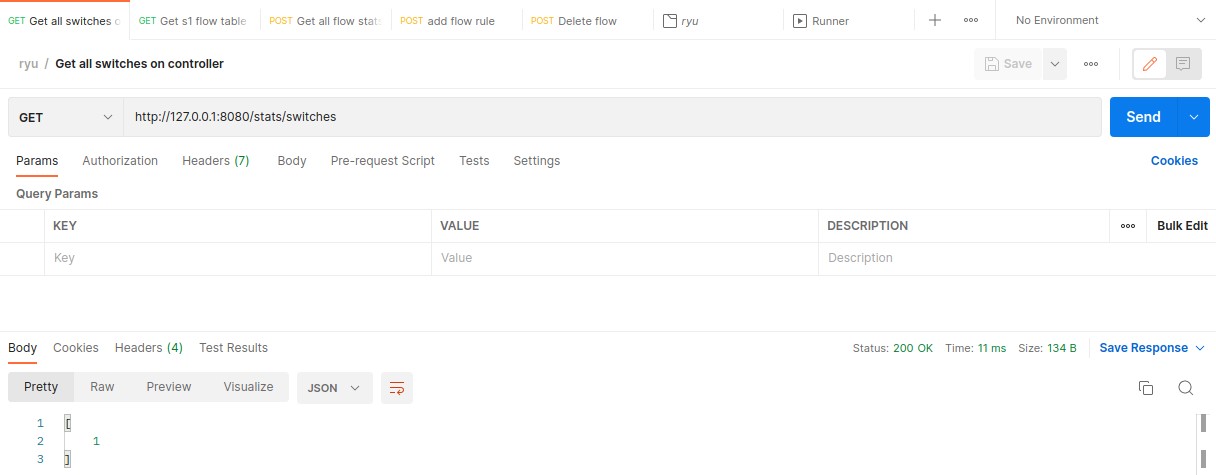 GET Get all switches o
GET Get s1 flow table
POST Get all flow stats
POST add flow rule
POST Delete flow
ryu
Runner
No Environment
ryu / Get all switches on controller
Save
GET
http://127.0.0.1:8080/stats/switches
Send
Params Authorization Headers (7) Body Pre-request Script Tests Settings Cookies
Query Params
KEY VALUE DESCRIPTION Bulk Edit
Key Value Description
Body Cookies Headers (4) Test Results Status: 200 OK Time: 11 ms Size: 134 B Save Response
Pretty Raw Preview Visualize JSON
1 [
2 1
3 ]